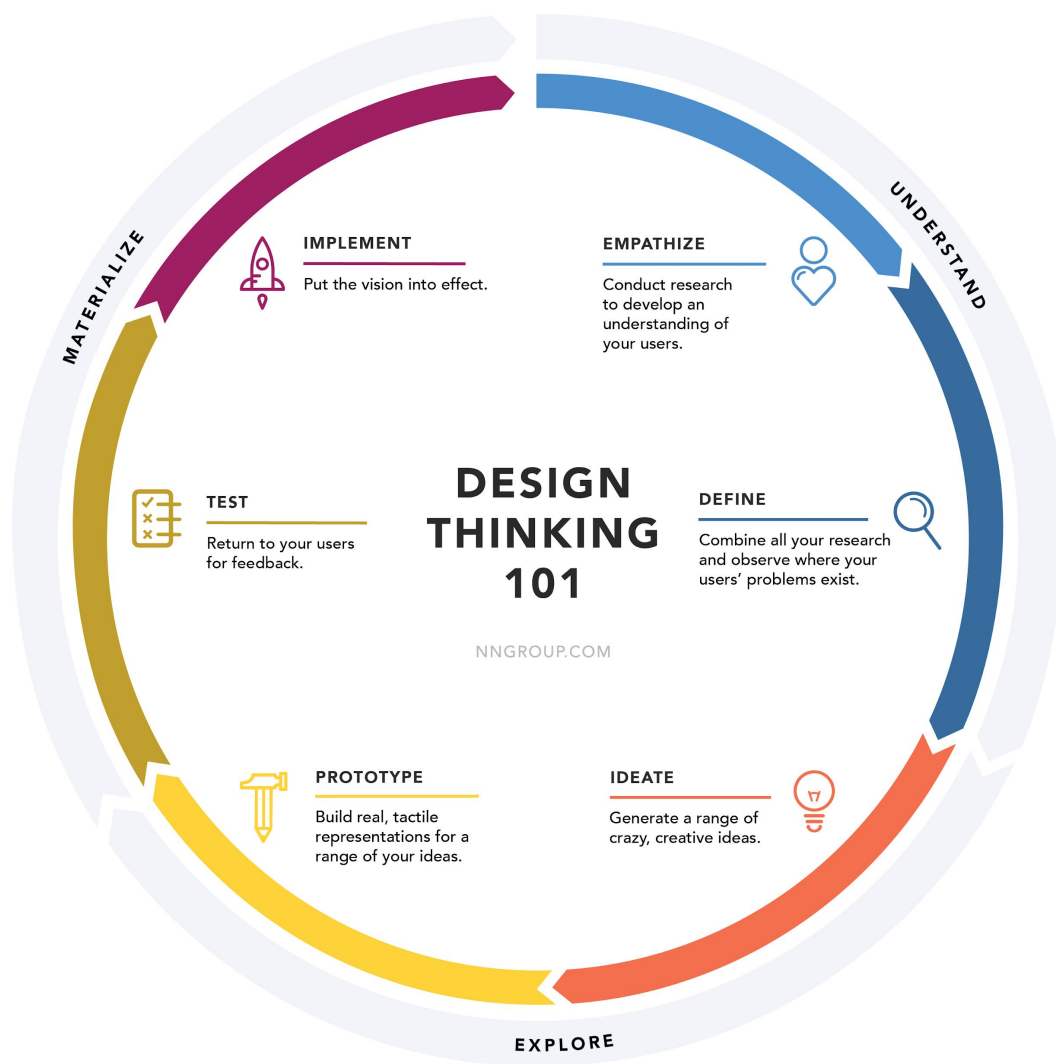 DESIGN
THINKING
101
NNGROUP.COM
UNDERSTAND
EMPATHIZE
Conduct research
to develop an
understanding of
your users.
DEFINE
Combine all your research
and observe where your
users’ problems exist.
EXPLORE
IDEATE
Generate a range of
crazy, creative ideas.
PROTOTYPE
Build real, tactile
representations for a
range of your ideas.
MATERIALIZE
TEST
Return to your users
for feedback.
IMPLEMENT
Put the vision into effect.